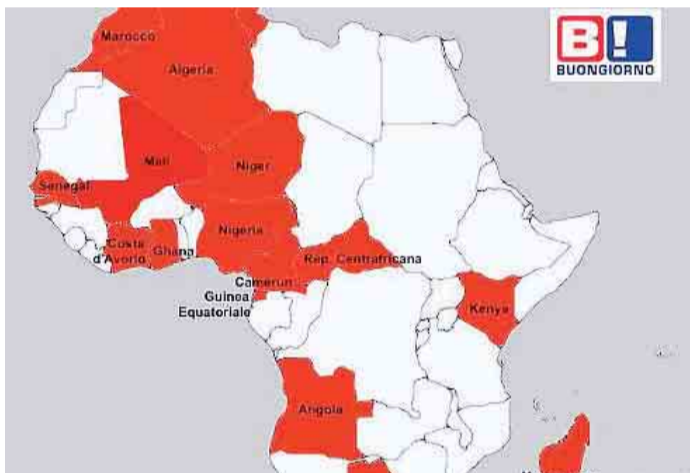 B!
BUONGIORNO
Marocco
Algeria
Mali
Niger
Senegal
Nigeria
Costa
d'Avorio
Ghana
Rep. Centrafricana
Camerun
Guinea
Equatoriale
Kenya
Angola